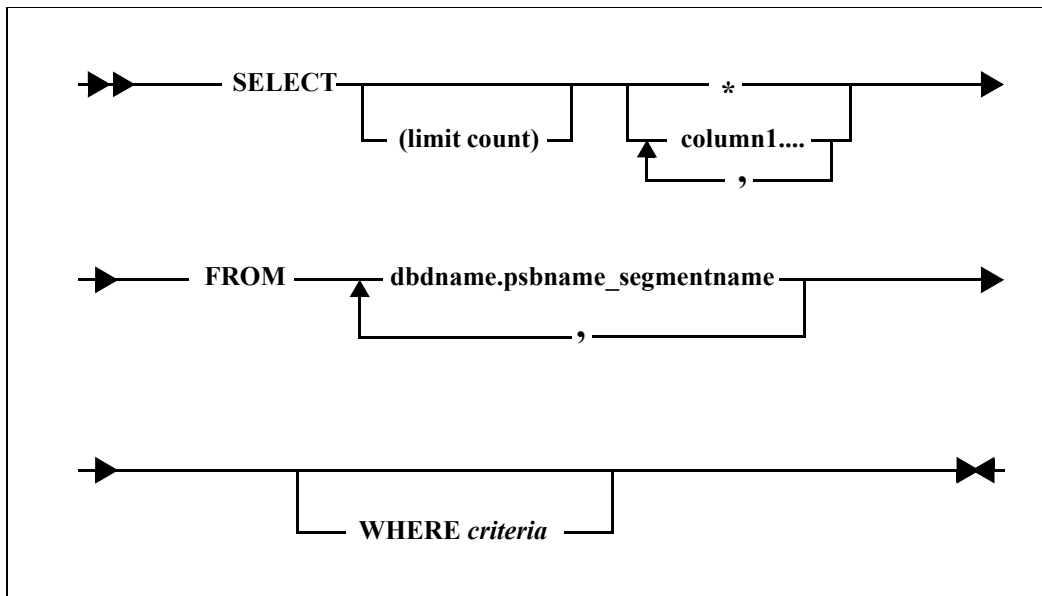 SELECT *
(limit count) column1....
,
FROM dbdname.psbname_segmentname
,
WHERE criteria